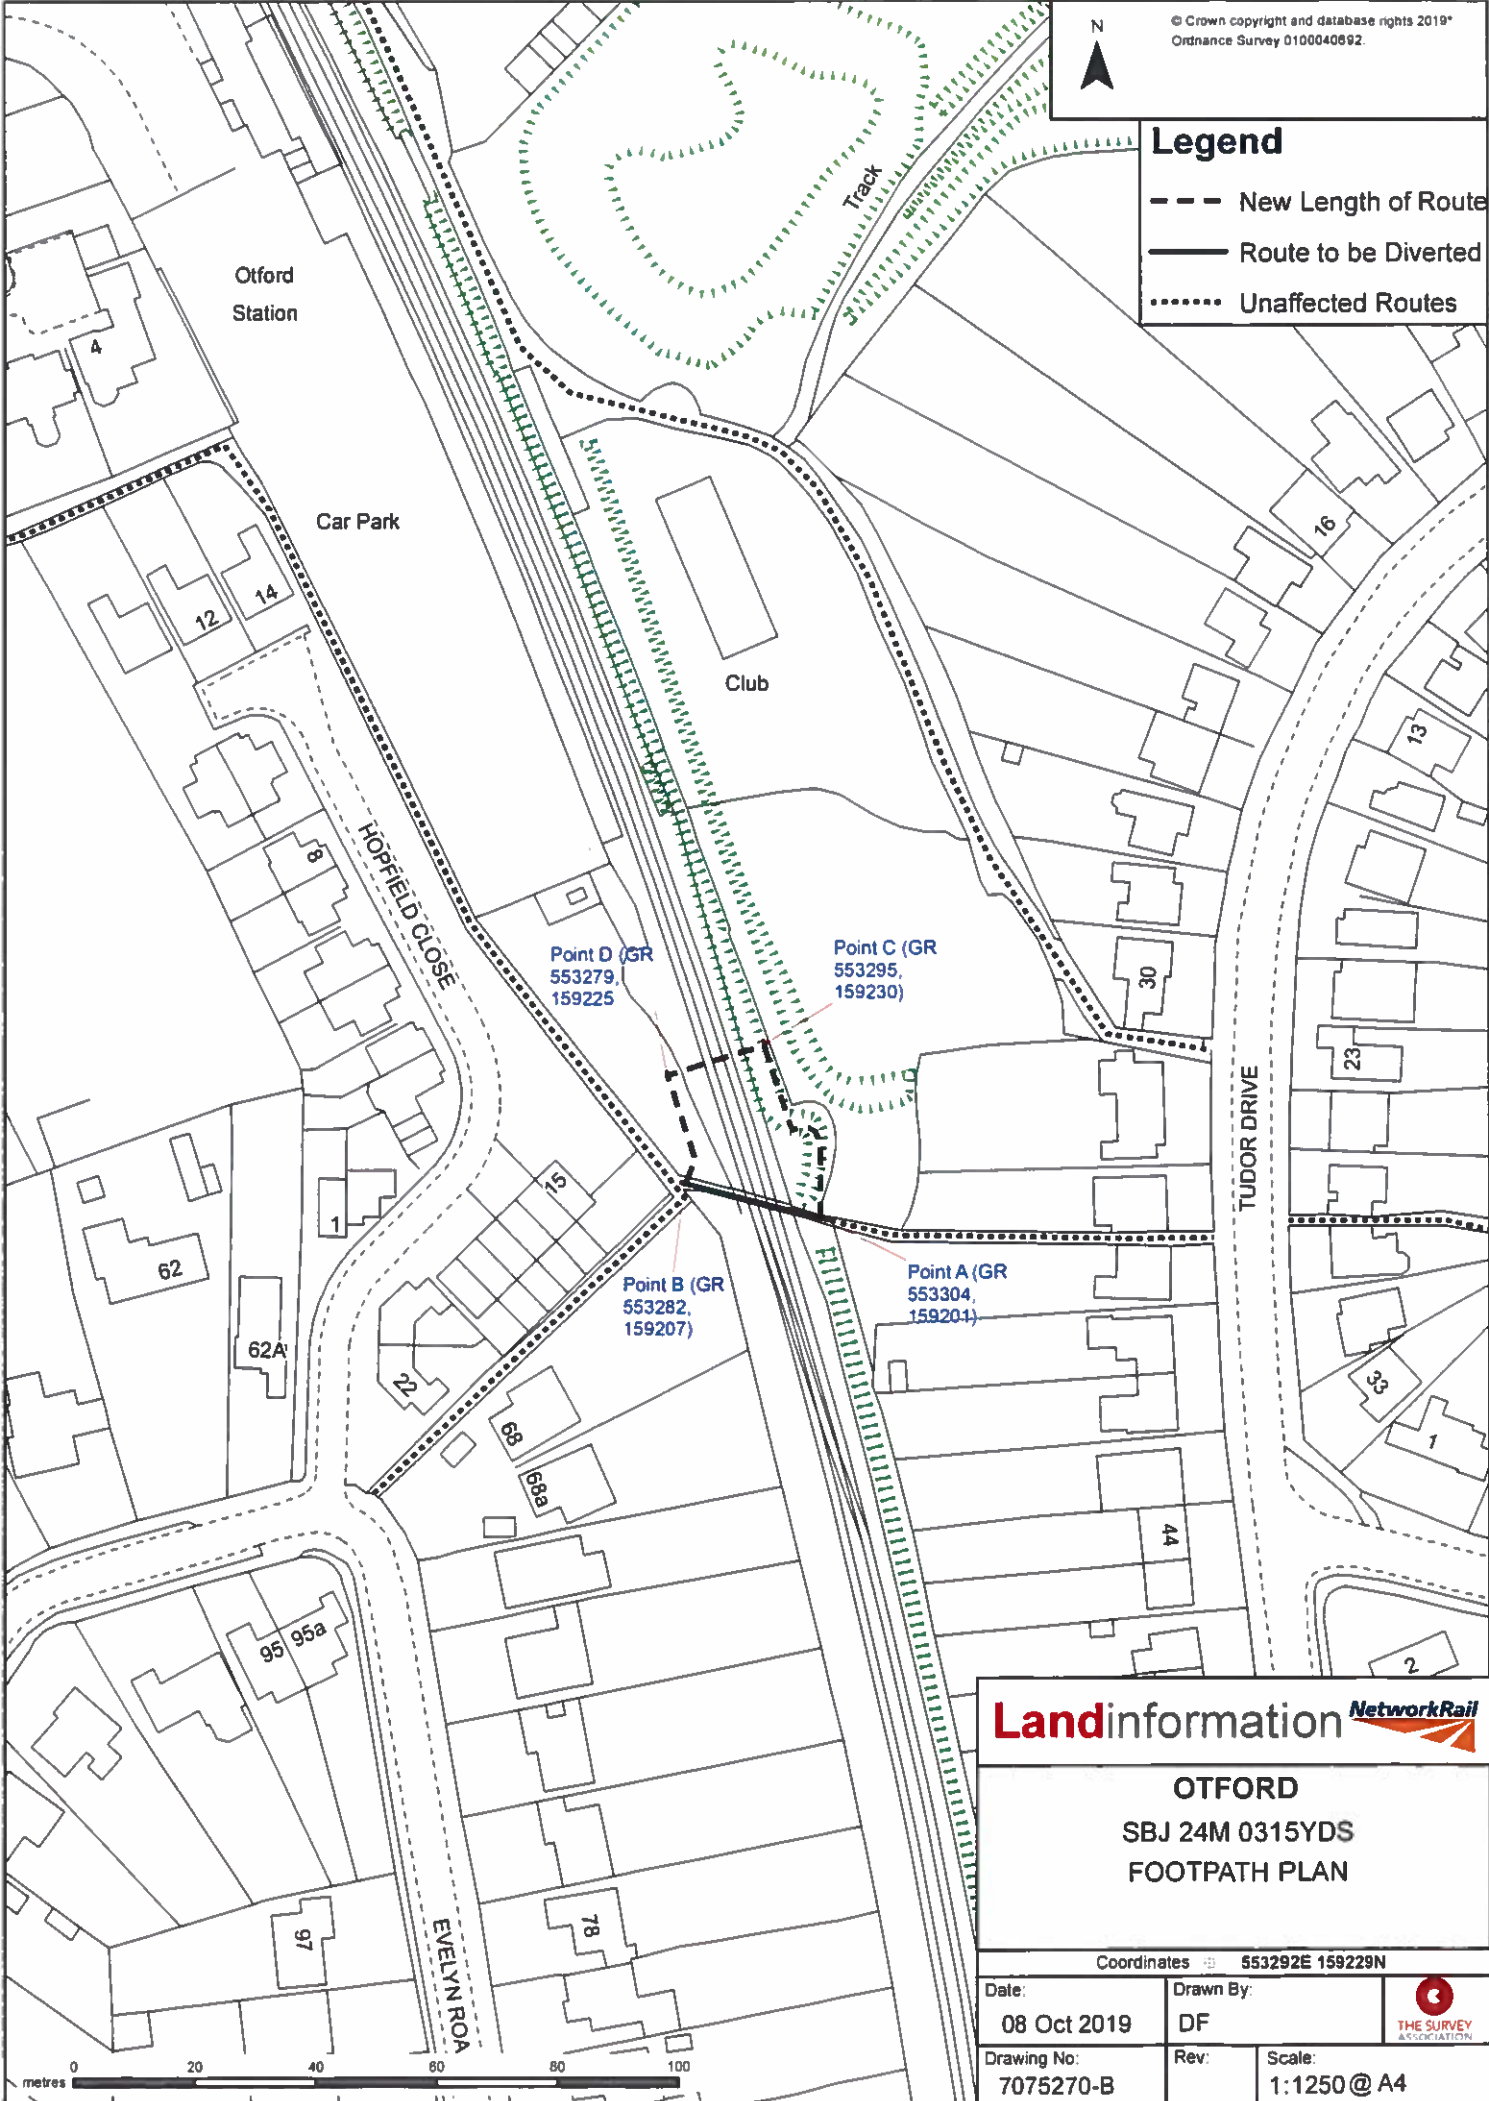 N
© Crown copyright and database rights 2019*
Ordnance Survey 0100040692.
Legend
New Length of Route
Route to be Diverted
Unaffected Routes
Track
Otford
Station
4
Car Park
16
12
14
Club
13
HOPFIELD CLOSE
8
Point D (GR
553279,
159225
Point C (GR
553295,
159230)
30
23
TUDOR DRIVE
15
1
62
Point B (GR
553282,
159207)
Point A (GR
553304,
159201)
62A
22
33
68
1
68a
44
95
95a
2
97
78
EVELYN ROA
Landinformation NetworkRail
OTFORD
SBJ 24M 0315YDS
FOOTPATH PLAN
Coordinates 553292E 159229N
Date:
08 Oct 2019
Drawn By:
DF
THE SURVEY
ASSOCIATION
Drawing No:
7075270-B
Rev:
Scale:
1:1250 @ A4
metres
0 20 40 60 80 100